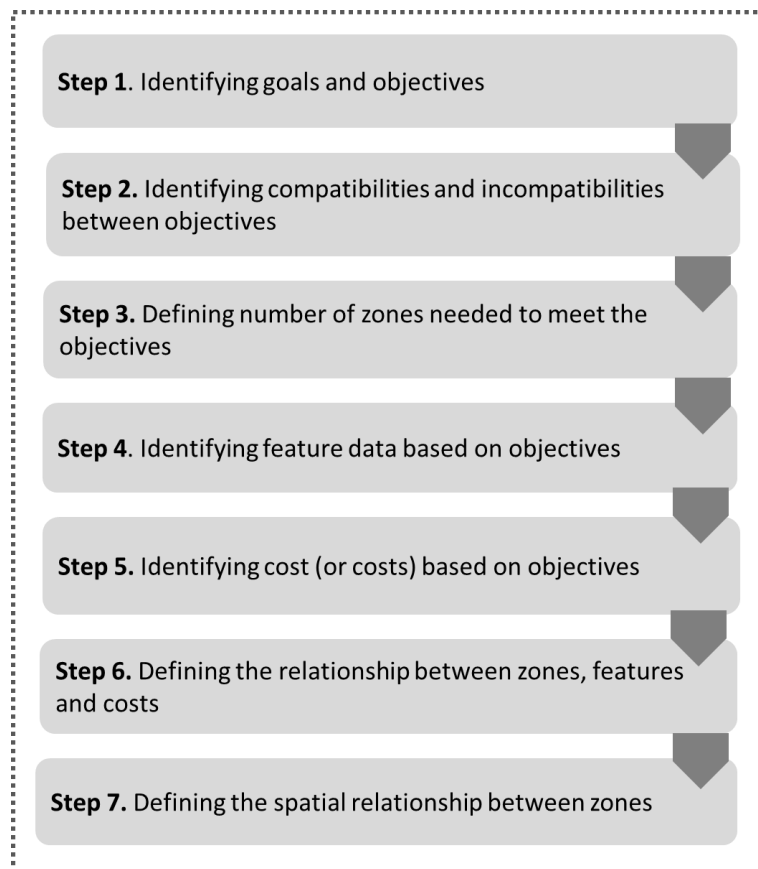 Step 1. Identifying goals and objectives
Step 2. Identifying compatibilities and incompatibilities
between objectives
Step 3. Defining number of zones needed to meet the
objectives
Step 4. Identifying feature data based on objectives
Step 5. Identifying cost (or costs) based on objectives
Step 6. Defining the relationship between zones, features
and costs
Step 7. Defining the spatial relationship between zones